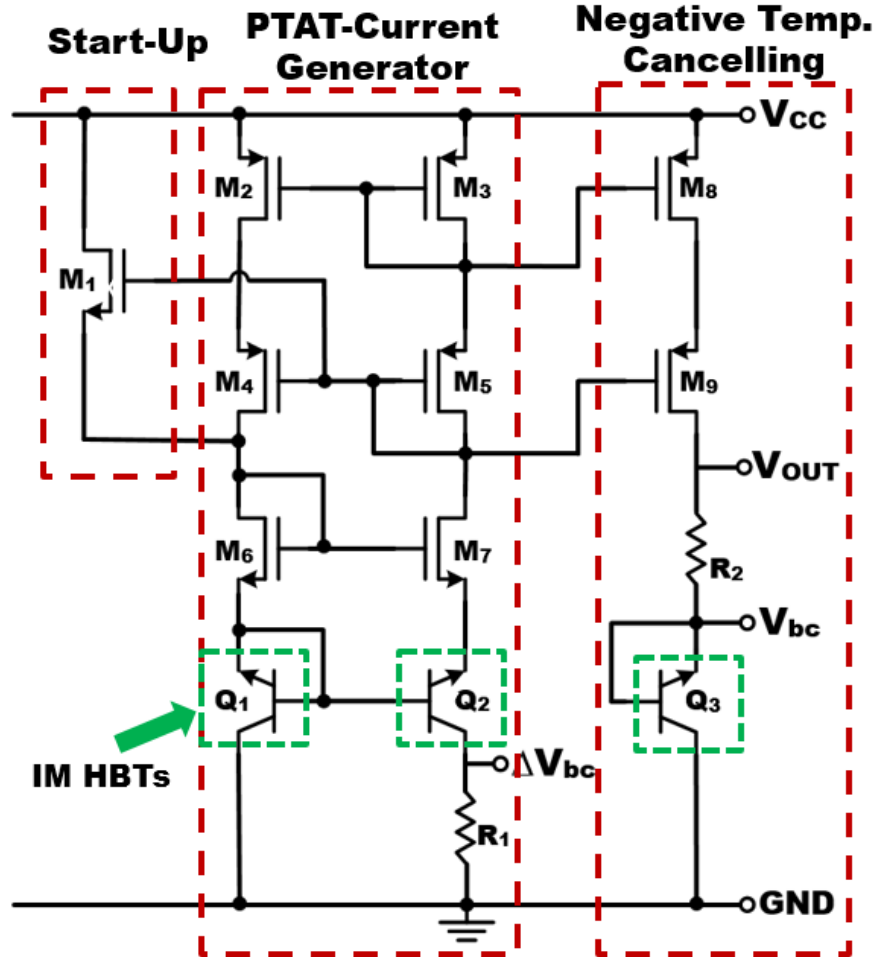 Start-Up
PTAT-Current
Generator
Negative Temp.
Cancelling
VCC
M2
M3
M8
M1
M4
M5
M9
VOUT
M6
M7
R2
Vbc
Q1
Q2
Q3
IM HBTs
ΔVbc
R1
GND